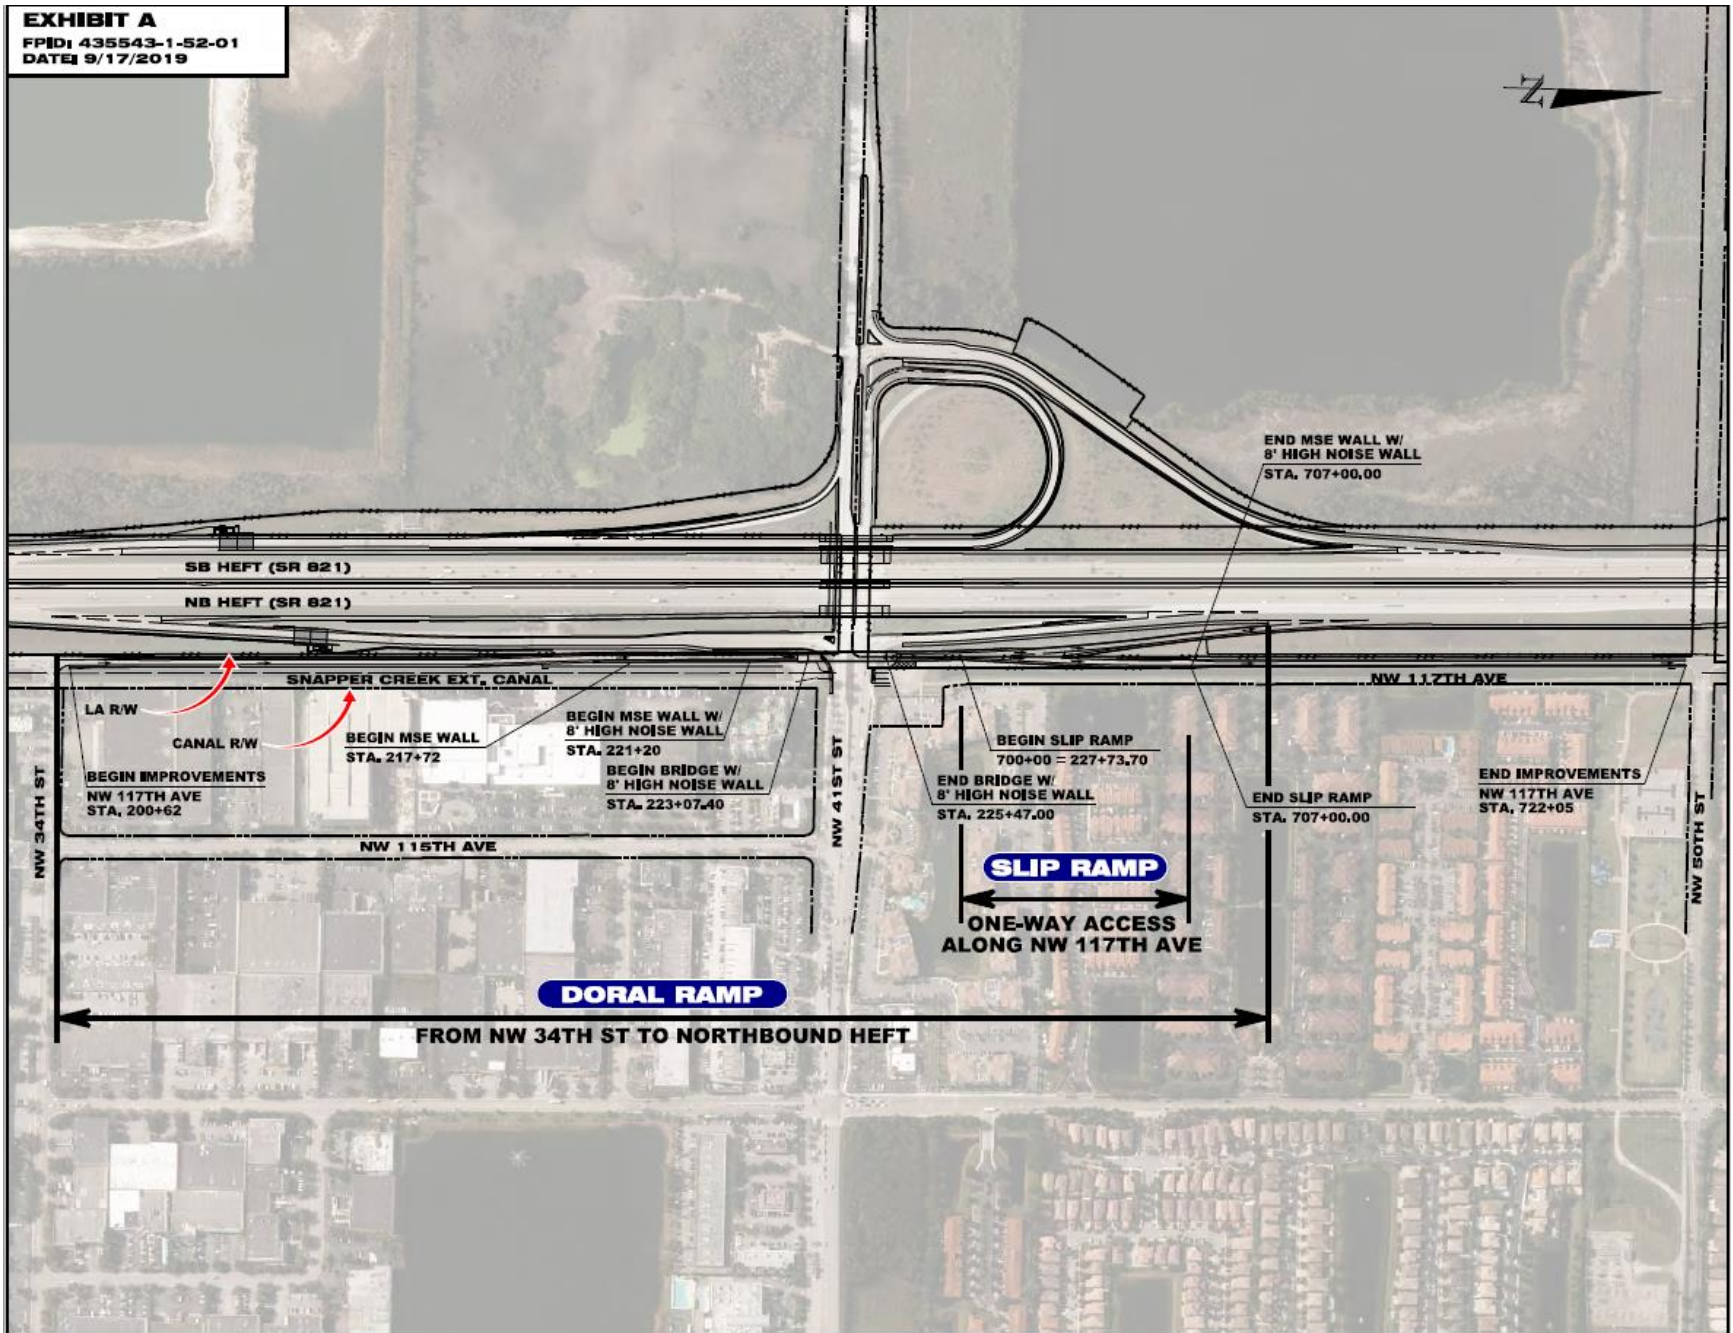 EXHIBIT A
FPID: 435543-1-52-01
DATE: 9/17/2019
N
END MSE WALL W/
8' HIGH NOISE WALL
STA. 707+00.00
SB HEFT (SR 821)
NB HEFT (SR 821)
SNAPPER CREEK EXT. CANAL
NW 117TH AVE
LA R/W
CANAL R/W
BEGIN MSE WALL
STA. 217+72
BEGIN MSE WALL W/
8' HIGH NOISE WALL
STA. 221+20
BEGIN BRIDGE W/
8' HIGH NOISE WALL
STA. 223+07.40
BEGIN IMPROVEMENTS
NW 117TH AVE
STA. 200+62
BEGIN SLIP RAMP
700+00 = 227+73.70
END BRIDGE W/
8' HIGH NOISE WALL
STA. 225+47.00
END SLIP RAMP
STA. 707+00.00
END IMPROVEMENTS
NW 117TH AVE
STA. 722+05
NW 34TH ST
NW 41ST ST
NW 50TH ST
NW 115TH AVE
SLIP RAMP
ONE-WAY ACCESS
ALONG NW 117TH AVE
DORAL RAMP
FROM NW 34TH ST TO NORTHBOUND HEFT